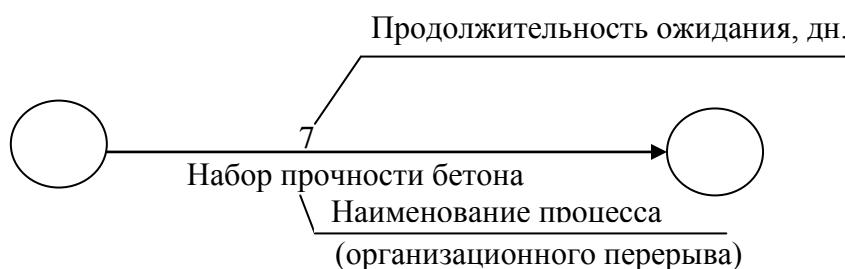 Продолжительность ожидания, дн.
7
Набор прочности бетона
Наименование процесса
(организационного перерыва)